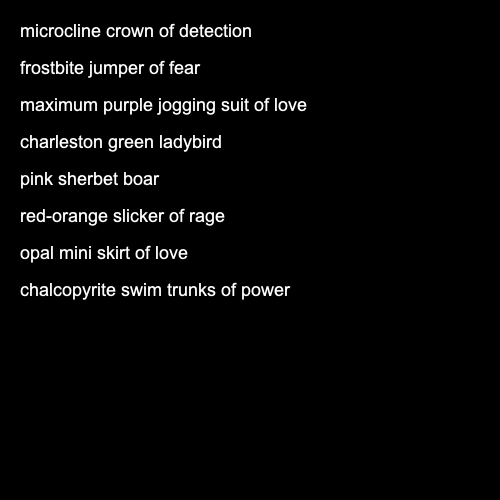 microcline crown of detection
frostbite jumper of fear
maximum purple jogging suit of love
charleston green ladybird
pink sherbet boar
red-orange slicker of rage
opal mini skirt of love
chalcopyrite swim trunks of power